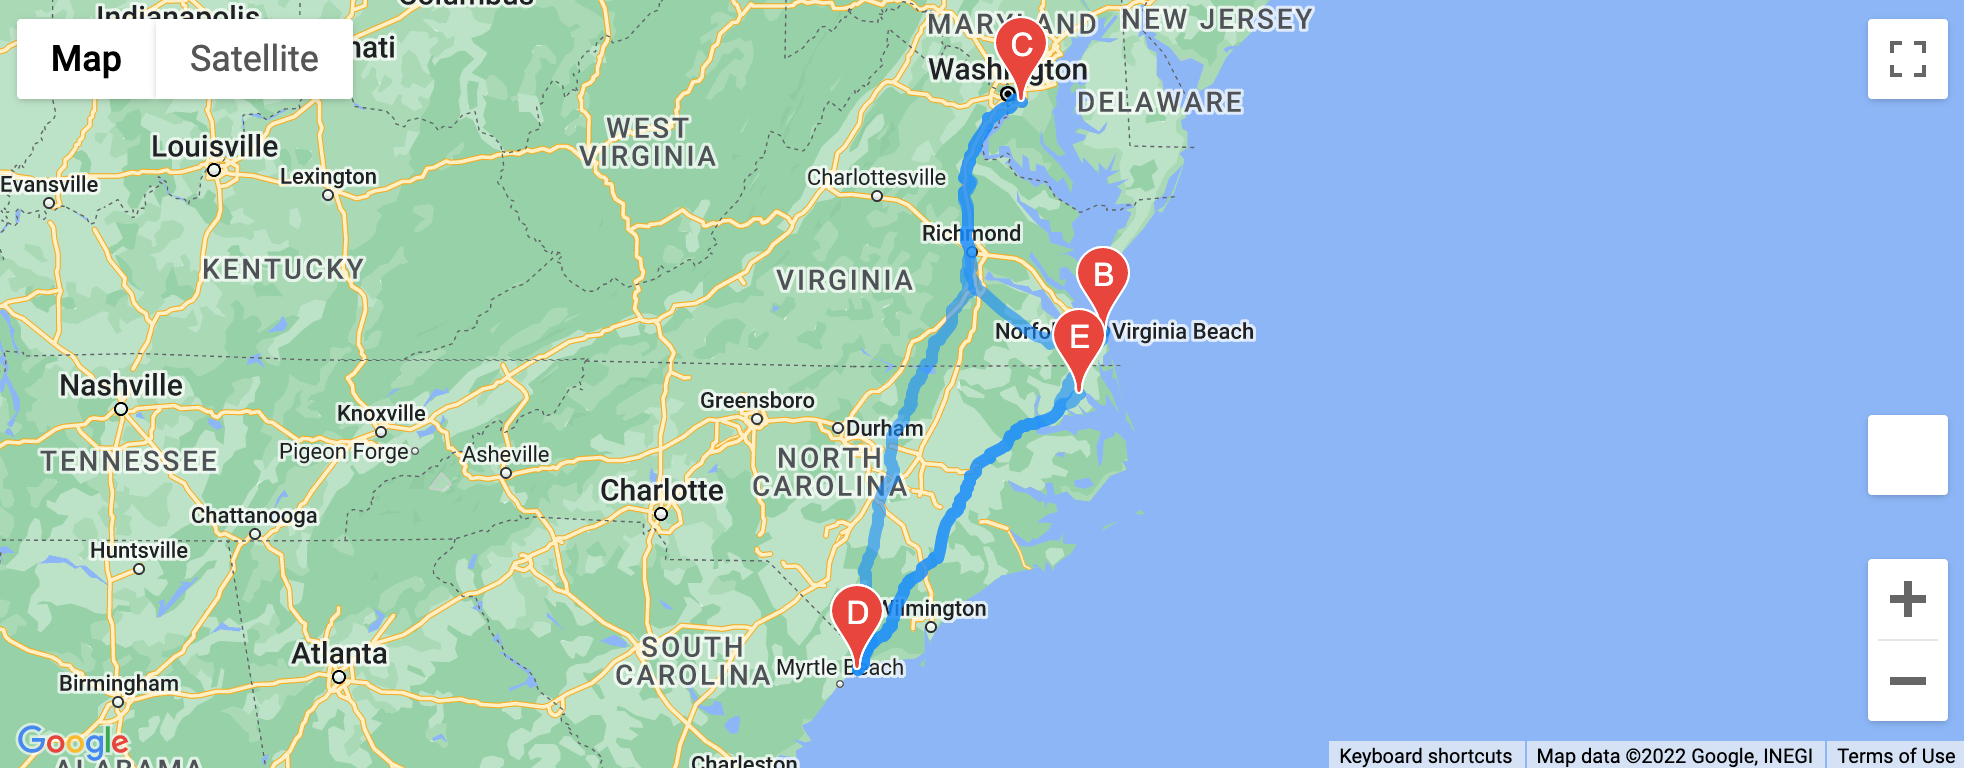 Indianapolis
Columbus
MARYLAND
NEW JERSEY
Map
Satellite
nati
C
Washington
DELAWARE
WEST
VIRGINIA
Louisville
Lexington
Charlottesville
Evansville
Richmond
KENTUCKY
VIRGINIA
B
Norfo
E
Virginia Beach
Nashville
Knoxville
Greensboro
Durham
Pigeon Forge
Asheville
TENNESSEE
NORTH
CAROLINA
Charlotte
Chattanooga
Huntsville
D
Wilmington
Atlanta
SOUTH
CAROLINA
Myrtle Beach
Birmingham
Google
ALABAMA
Charleston
Keyboard shortcuts
Map data ©2022 Google, INEGI
Terms of Use